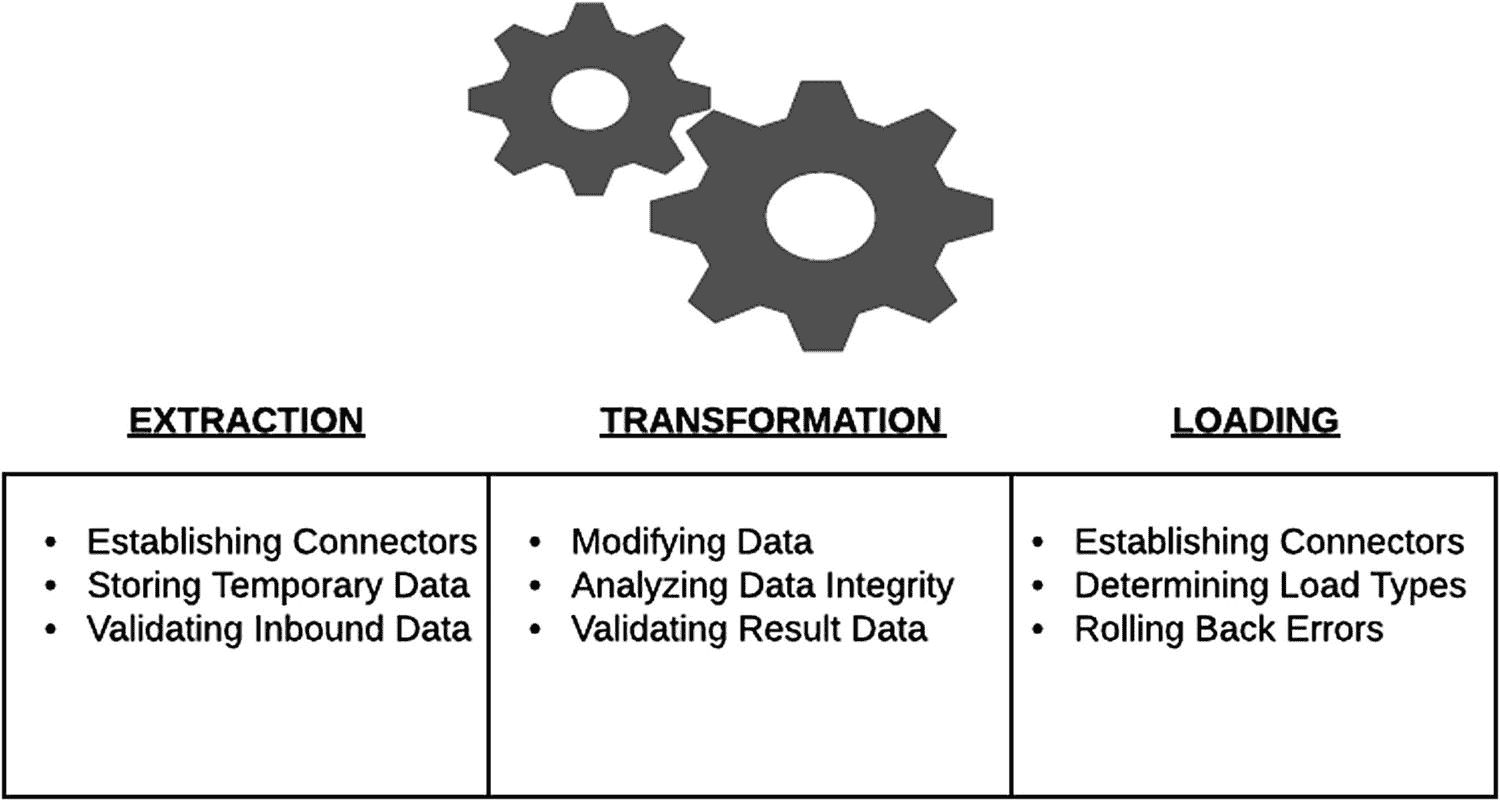 EXTRACTION
TRANSFORMATION
LOADING
• Establishing Connectors
• Storing Temporary Data
• Validating Inbound Data
• Modifying Data
• Analyzing Data Integrity
• Validating Result Data
• Establishing Connectors
• Determining Load Types
• Rolling Back Errors